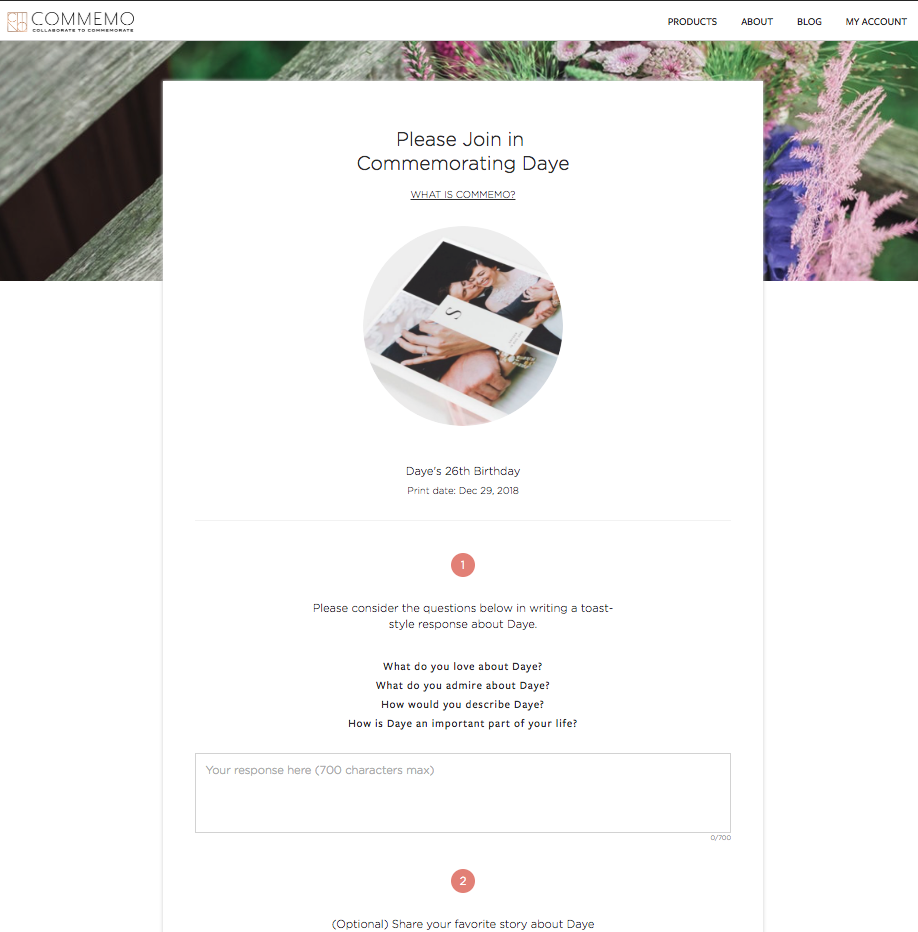 COMMEMO
COLLABORATE TO COMMEMORATE
PRODUCTS
ABOUT
BLOG
MY ACCOUNT
Please Join in
Commemorating Daye
WHAT IS COMMEMO?
S
Daye's 26th Birthday
Print date: Dec 29, 2018
1
Please consider the questions below in writing a toast-
style response about Daye.
What do you love about Daye?
What do you admire about Daye?
How would you describe Daye?
How is Daye an important part of your life?
Your response here (700 characters max)
0/700
2
(Optional) Share your favorite story about Daye